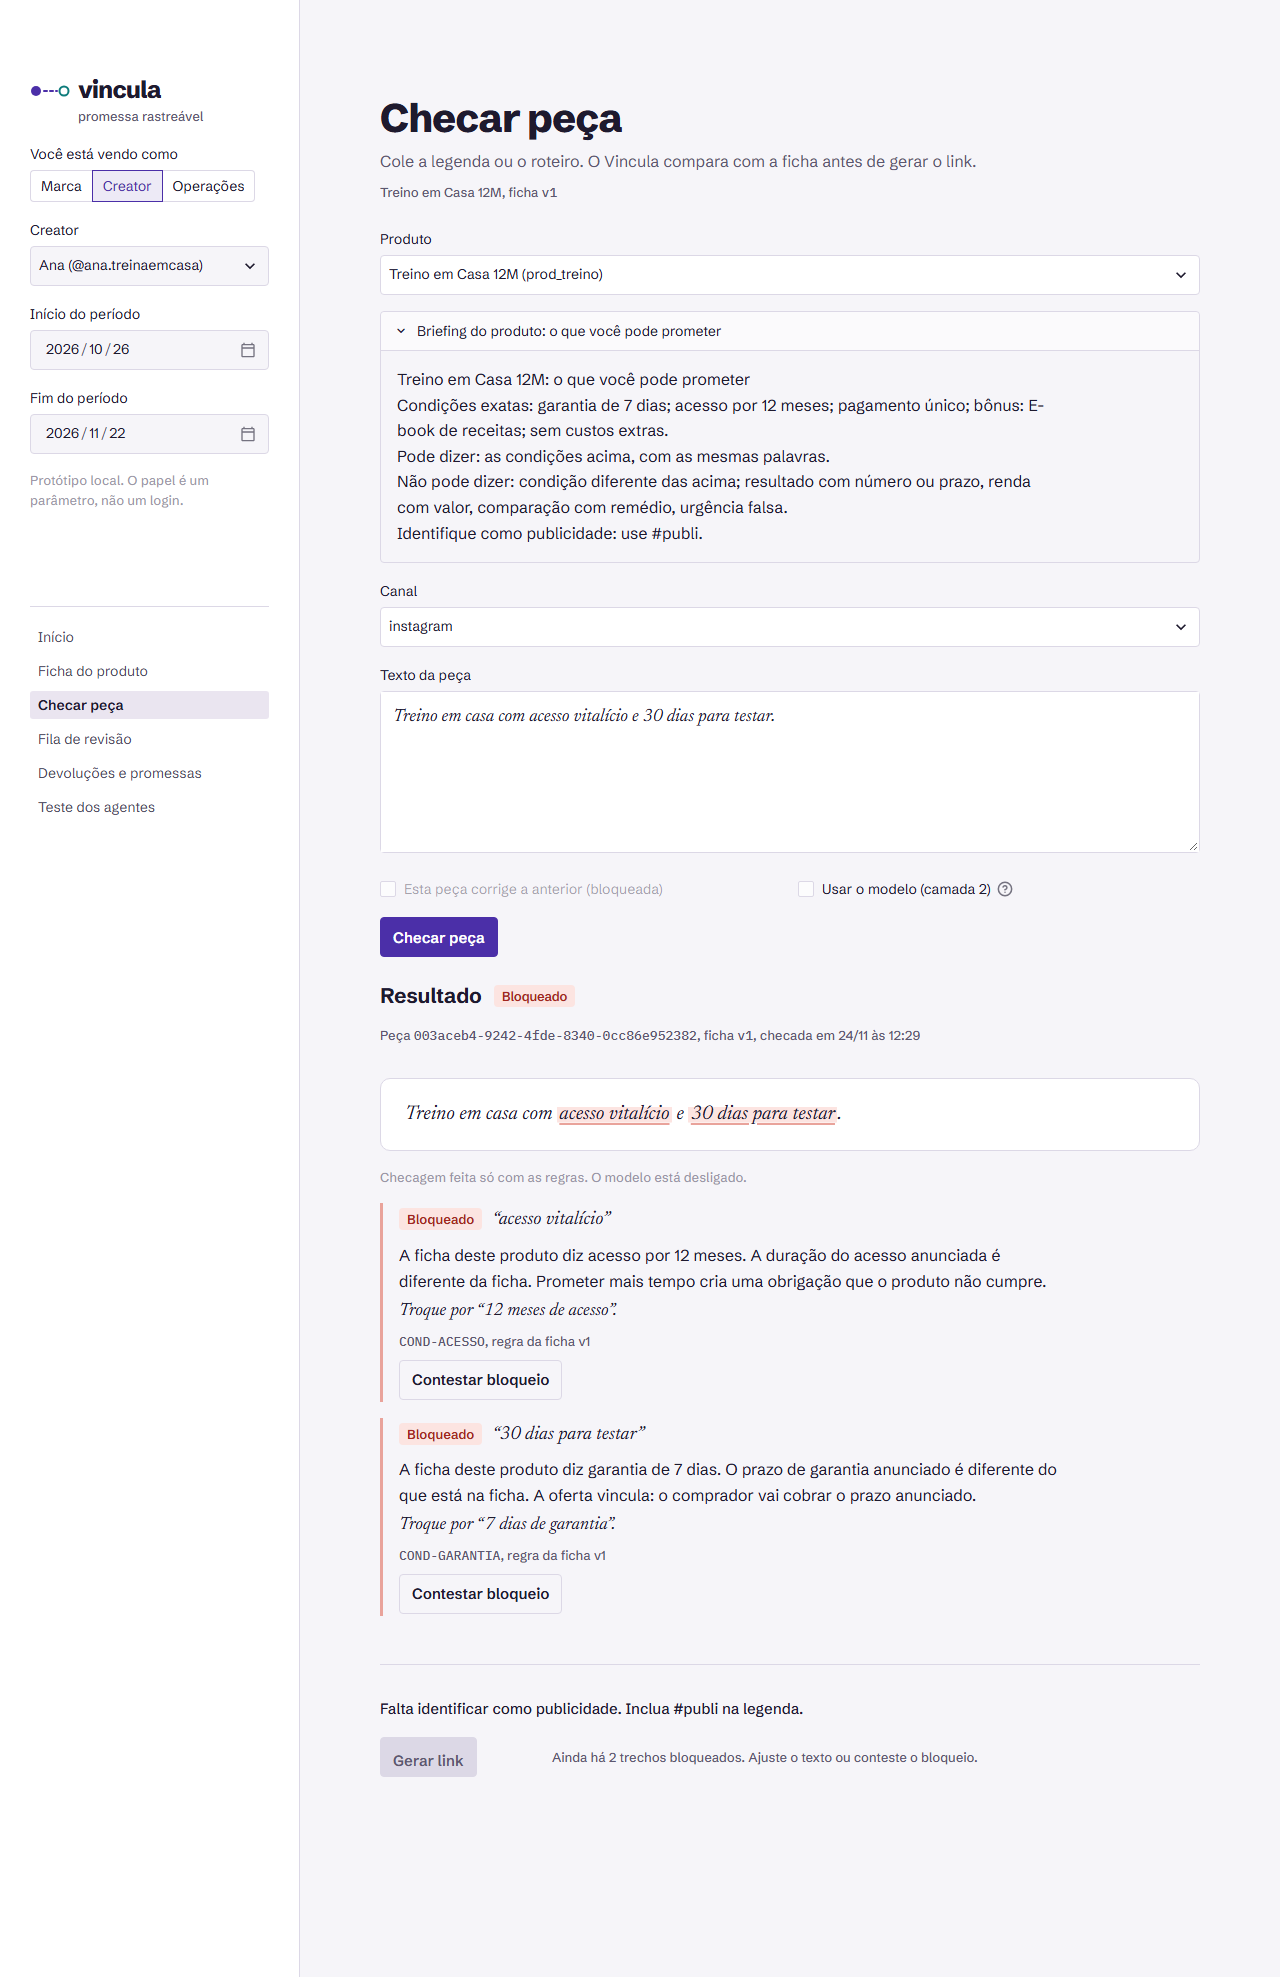 vincula
promessa rastreável
Você está vendo como
Marca Creator Operações
Creator
Ana (@ana.treinaemcasa)
Início do período
2026/10/26
Fim do período
2026/11/22
Protótipo local. O papel é um
parâmetro, não um login.
Início
Ficha do produto
Checar peça
Fila de revisão
Devoluções e promessas
Teste dos agentes
Checar peça
Cole a legenda ou o roteiro. O Vincula compara com a ficha antes de gerar o link.
Treino em Casa 12M, ficha v1
Produto
Treino em Casa 12M (prod_treino)
Briefing do produto: o que você pode prometer
Treino em Casa 12M: o que você pode prometer
Condições exatas: garantia de 7 dias; acesso por 12 meses; pagamento único; bônus: E-
book de receitas; sem custos extras.
Pode dizer: as condições acima, com as mesmas palavras.
Não pode dizer: condição diferente das acima; resultado com número ou prazo, renda
com valor, comparação com remédio, urgência falsa.
Identifique como publicidade: use #publi.
Canal
instagram
Texto da peça
Treino em casa com acesso vitalício e 30 dias para testar.
Esta peça corrige a anterior (bloqueada)
Usar o modelo (camada 2)
Checar peça
Resultado Bloqueado
Peça 003aceb4-9242-4fde-8340-0cc86e952382, ficha v1, checada em 24/11 às 12:29
Treino em casa com acesso vitalício e 30 dias para testar.
Checagem feita só com as regras. O modelo está desligado.
Bloqueado “acesso vitalício”
A ficha deste produto diz acesso por 12 meses. A duração do acesso anunciada é
diferente da ficha. Prometer mais tempo cria uma obrigação que o produto não cumpre.
Troque por “12 meses de acesso”.
COND-ACESSO, regra da ficha v1
Contestar bloqueio
Bloqueado “30 dias para testar”
A ficha deste produto diz garantia de 7 dias. O prazo de garantia anunciado é diferente do
que está na ficha. A oferta vincula: o comprador vai cobrar o prazo anunciado.
Troque por “7 dias de garantia”.
COND-GARANTIA, regra da ficha v1
Contestar bloqueio
Falta identificar como publicidade. Inclua #publi na legenda.
Gerar link
Ainda há 2 trechos bloqueados. Ajuste o texto ou conteste o bloqueio.